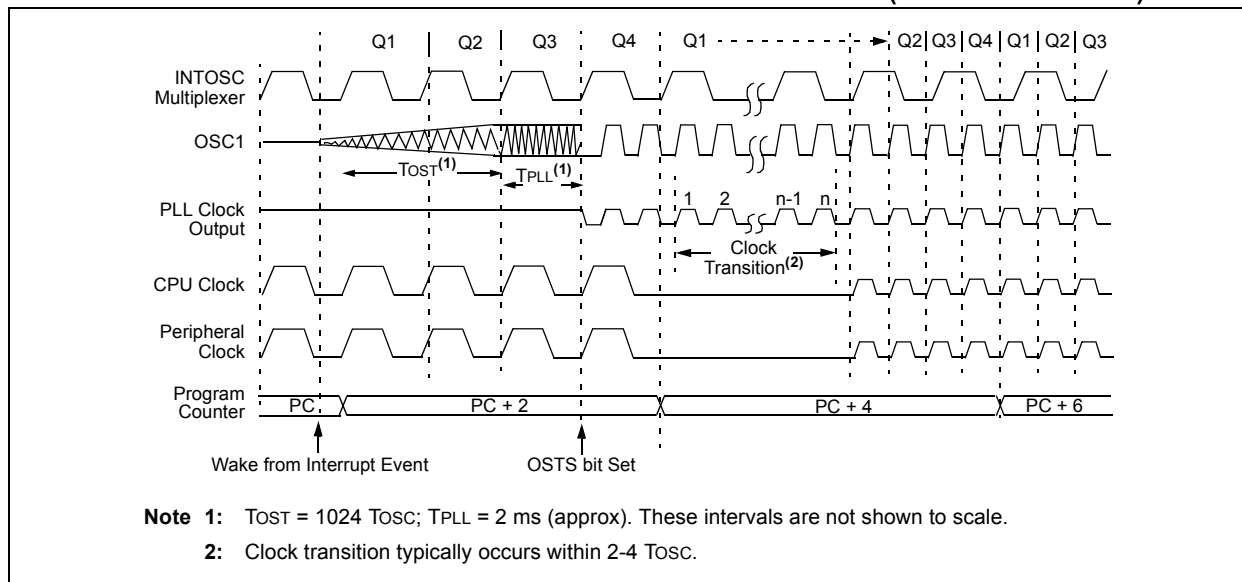 Q1 Q2 Q3 Q4 Q1 Q2 Q3 Q4 Q1 Q2 Q3
INTOSC
Multiplexer
OSC1
TOST(1)
TPLL(1)
1 2 n-1 n
PLL Clock
Output
Clock
Transition(2)
CPU Clock
Peripheral
Clock
Program
Counter
PC PC + 2 PC + 4 PC + 6
Wake from Interrupt Event OSTS bit Set
Note 1: TOST = 1024 TOSC; TPLL = 2 ms (approx). These intervals are not shown to scale.
2: Clock transition typically occurs within 2-4 TOSC.